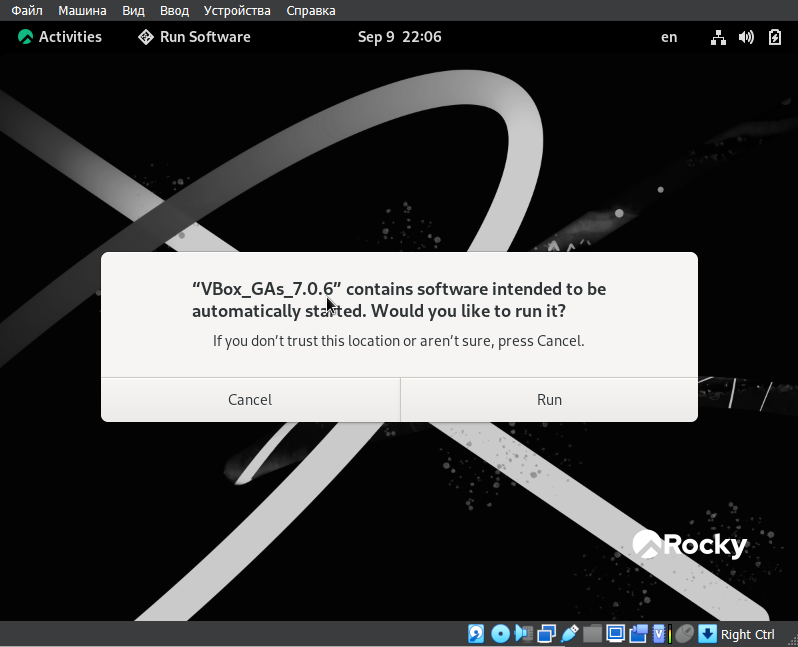 Файл Машина Вид Ввод Устройства Справка
Activities Run Software Sep 9 22:06 en
“VBox_GAs_7.0.6” contains software intended to be
automatically started. Would you like to run it?
If you don’t trust this location or aren’t sure, press Cancel.
Cancel Run
Rocky
Right Ctrl